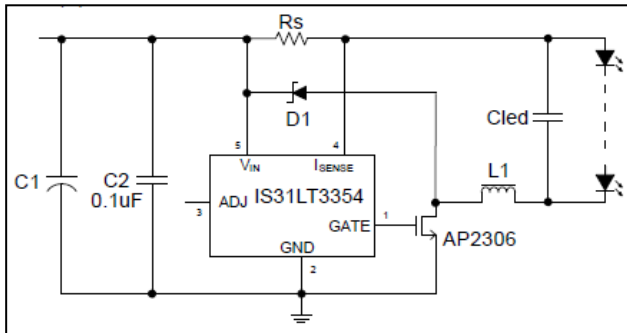 Rs
D1
5
4
VIN
ISENSE
Cled
C1
C2
0.1uF
3
ADJ
IS31LT3354
L1
GATE
1
AP2306
GND
2